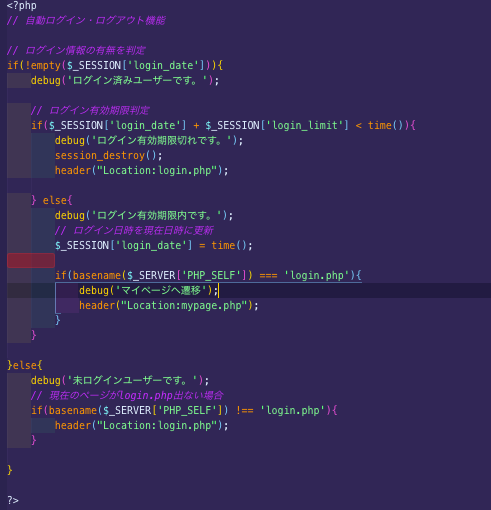 <?php
// 自動ログイン・ログアウト機能
// ログイン情報の有無を判定
if(!empty($_SESSION['login_date'])){
debug('ログイン済みユーザーです。');
// ログイン有効期限判定
if($_SESSION['login_date'] + $_SESSION['login_limit'] < time()){
debug('ログイン有効期限切れです。');
session_destroy();
header("Location:login.php");
} else{
debug('ログイン有効期限内です。');
// ログイン日時を現在日時に更新
$_SESSION['login_date'] = time();
if(basename($_SERVER['PHP_SELF']) === 'login.php'){
debug('マイページへ遷移');
header("Location:mypage.php");
}
}
}else{
debug('未ログインユーザーです。');
// 現在のページがlogin.php出ない場合
if(basename($_SERVER['PHP_SELF']) !== 'login.php'){
header("Location:login.php");
}
}
?>